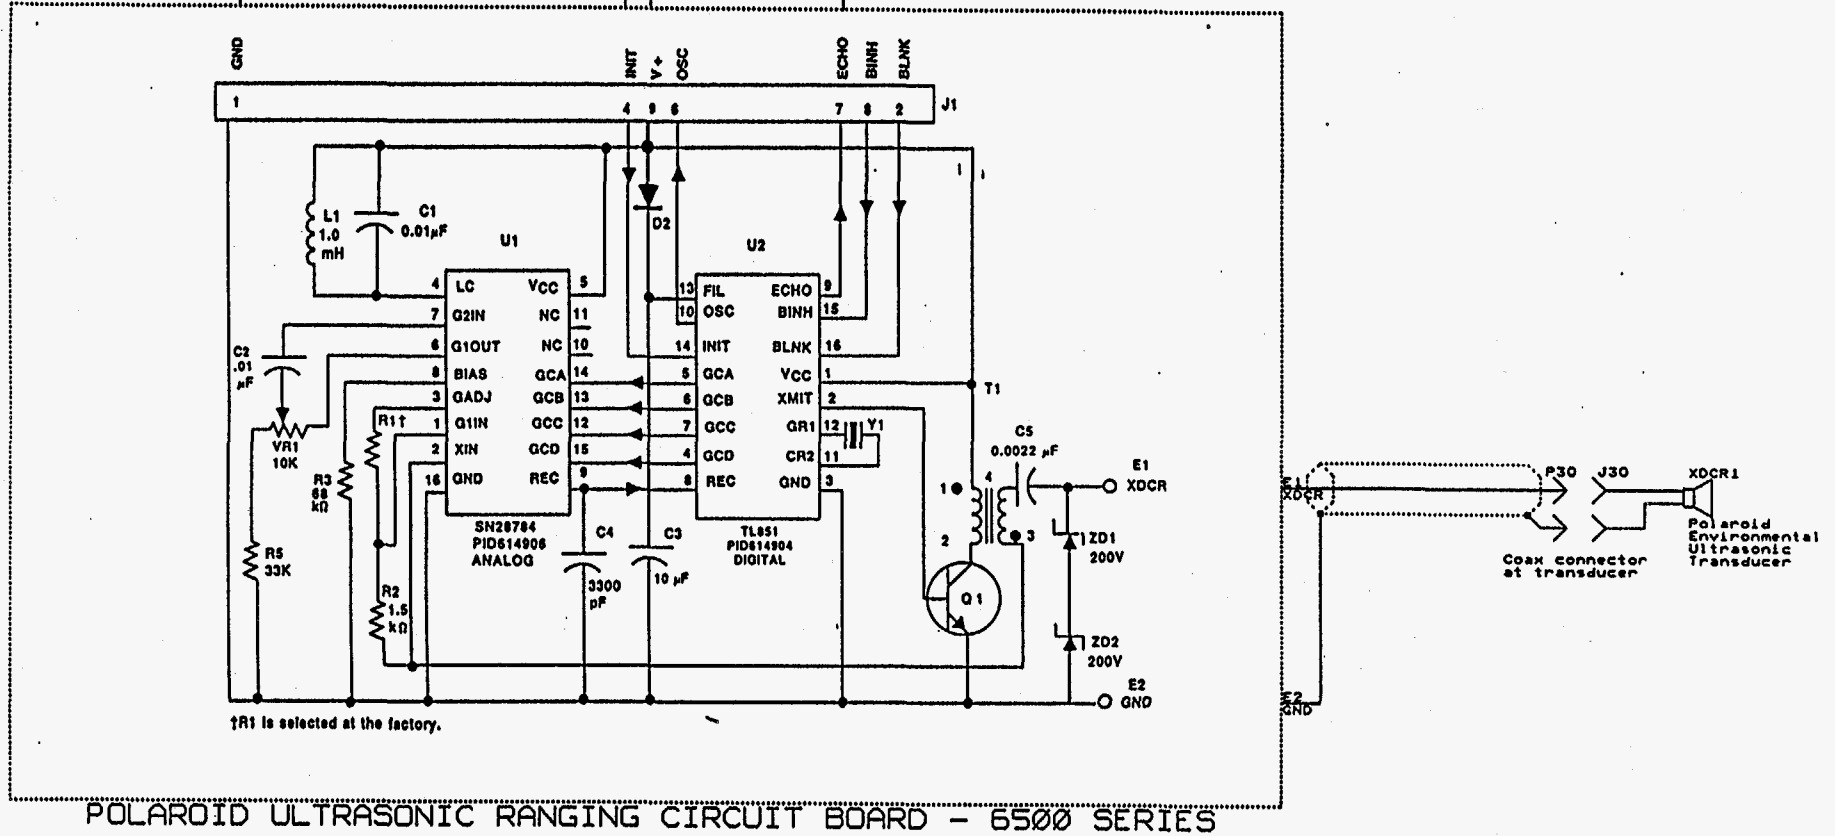 GND INIT V+ OSC ECHO BINH BLNK
1 4 9 6 7 8 2 J1
L1 1.0 mH
C1 0.01µF
D2
U1
4 LC VCC 5
7 G2IN NC 11
6 G1OUT NC 10
8 BIAS GCA 14
3 GADJ GCB 13
1 G1IN GCC 12
2 XIN GCD 15
16 GND REC 9
SN28784
PID614906
ANALOG
U2
13 FIL ECHO 9
10 OSC BINH 15
14 INIT BLNK 16
5 GCA VCC 1
6 GCB XMIT 2
7 GCC GR1 12
4 GCD CR2 11
8 REC GND 3
TL851
PID614904
DIGITAL
Y1
C2 .01 µF
VR1
10K
R1†
R3 68 kΩ
R5
33K
R2
1.5
kΩ
C4
3300
pF
C3
10 µF
T1
C5
0.0022 µF
1 4
2 3
Q1
E1
XDCR
ZD1
200V
ZD2
200V
E2
GND
†R1 is selected at the factory.
E1
XDCR
E2
GND
P30 J30 XDCR1
Polaroid
Environmental
Ultrasonic
Transducer
Coax connector
at transducer
POLAROID ULTRASONIC RANGING CIRCUIT BOARD - 6500 SERIES